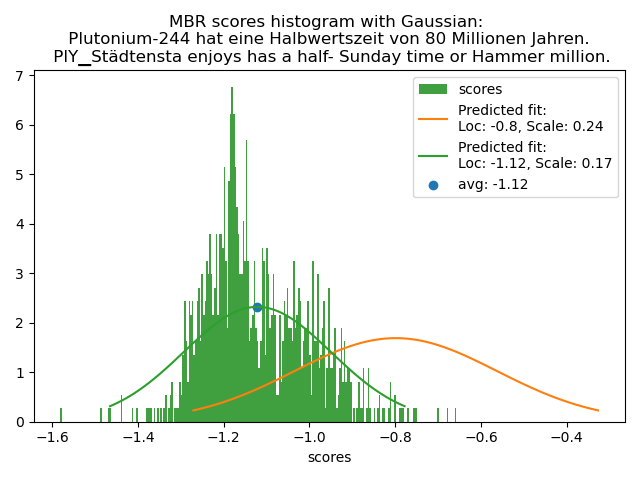 MBR scores histogram with Gaussian:
Plutonium-244 hat eine Halbwertszeit von 80 Millionen Jahren.
PIY▁Städtensta enjoys has a half- Sunday time or Hammer million.
7
6
5
4
3
2
1
0
scores
Predicted fit:
Loc: -0.8, Scale: 0.24
Predicted fit:
Loc: -1.12, Scale: 0.17
avg: -1.12
−1.6 −1.4 −1.2 −1.0 −0.8 −0.6 −0.4
scores